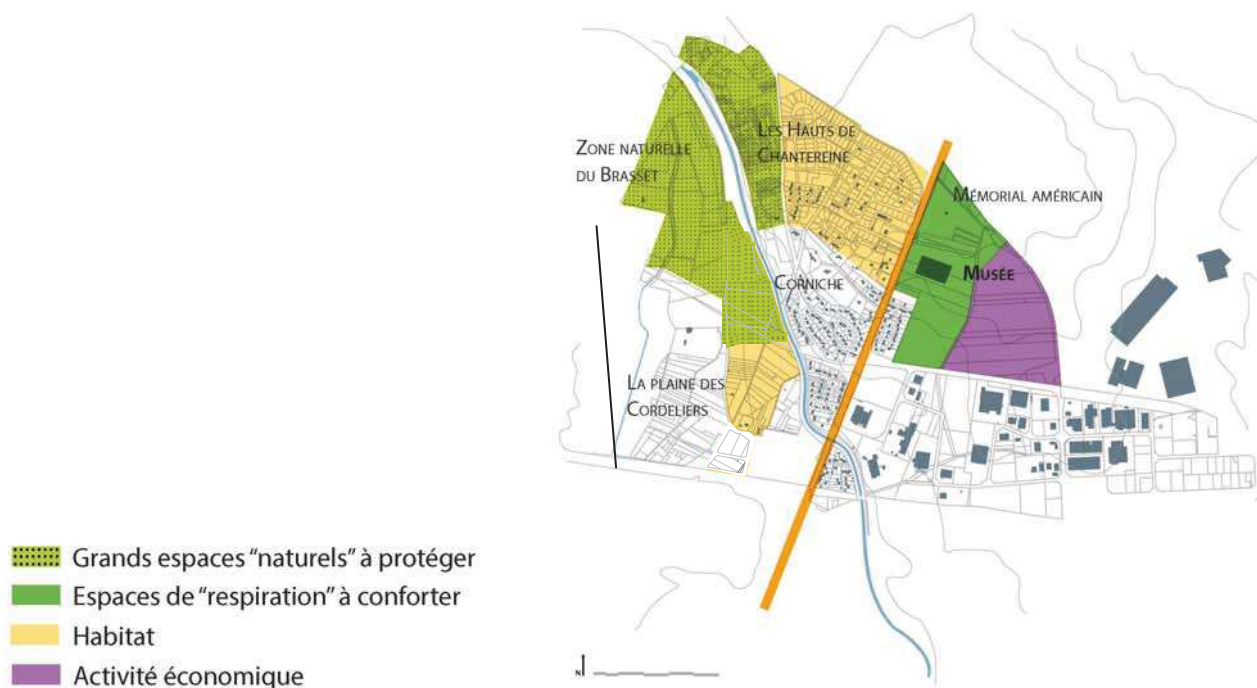 Zone naturelle
du Brasset
Les Hauts de
Chantereine
Mémorial américain
Musée
Corniche
La plaine des
Cordeliers
Grands espaces “naturels” à protéger
Espaces de “respiration” à conforter
Habitat
Activité économique
N